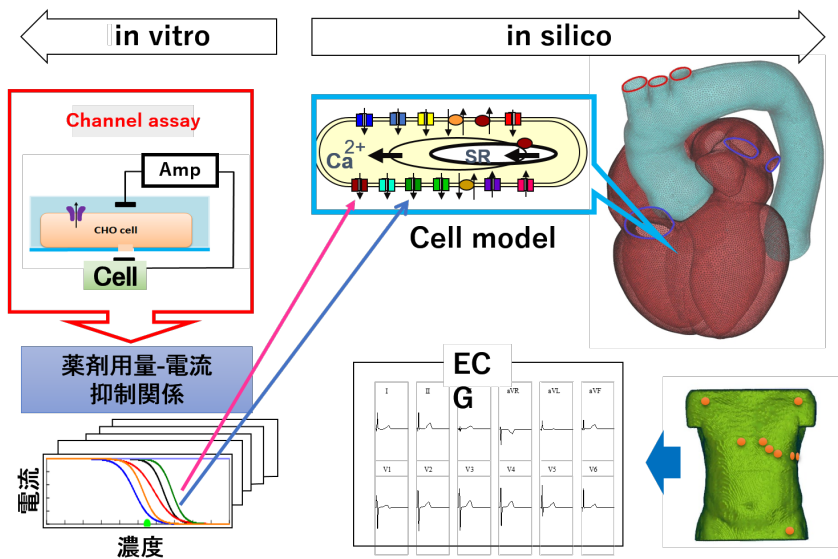 in vitro
in silico
Channel assay
Amp
CHO cell
Cell
Ca2+
SR
Cell model
薬剤用量-電流
抑制関係
電流
濃度
EC
G
I
II
aVR
aVL
aVF
V1
V2
V3
V4
V5
V6